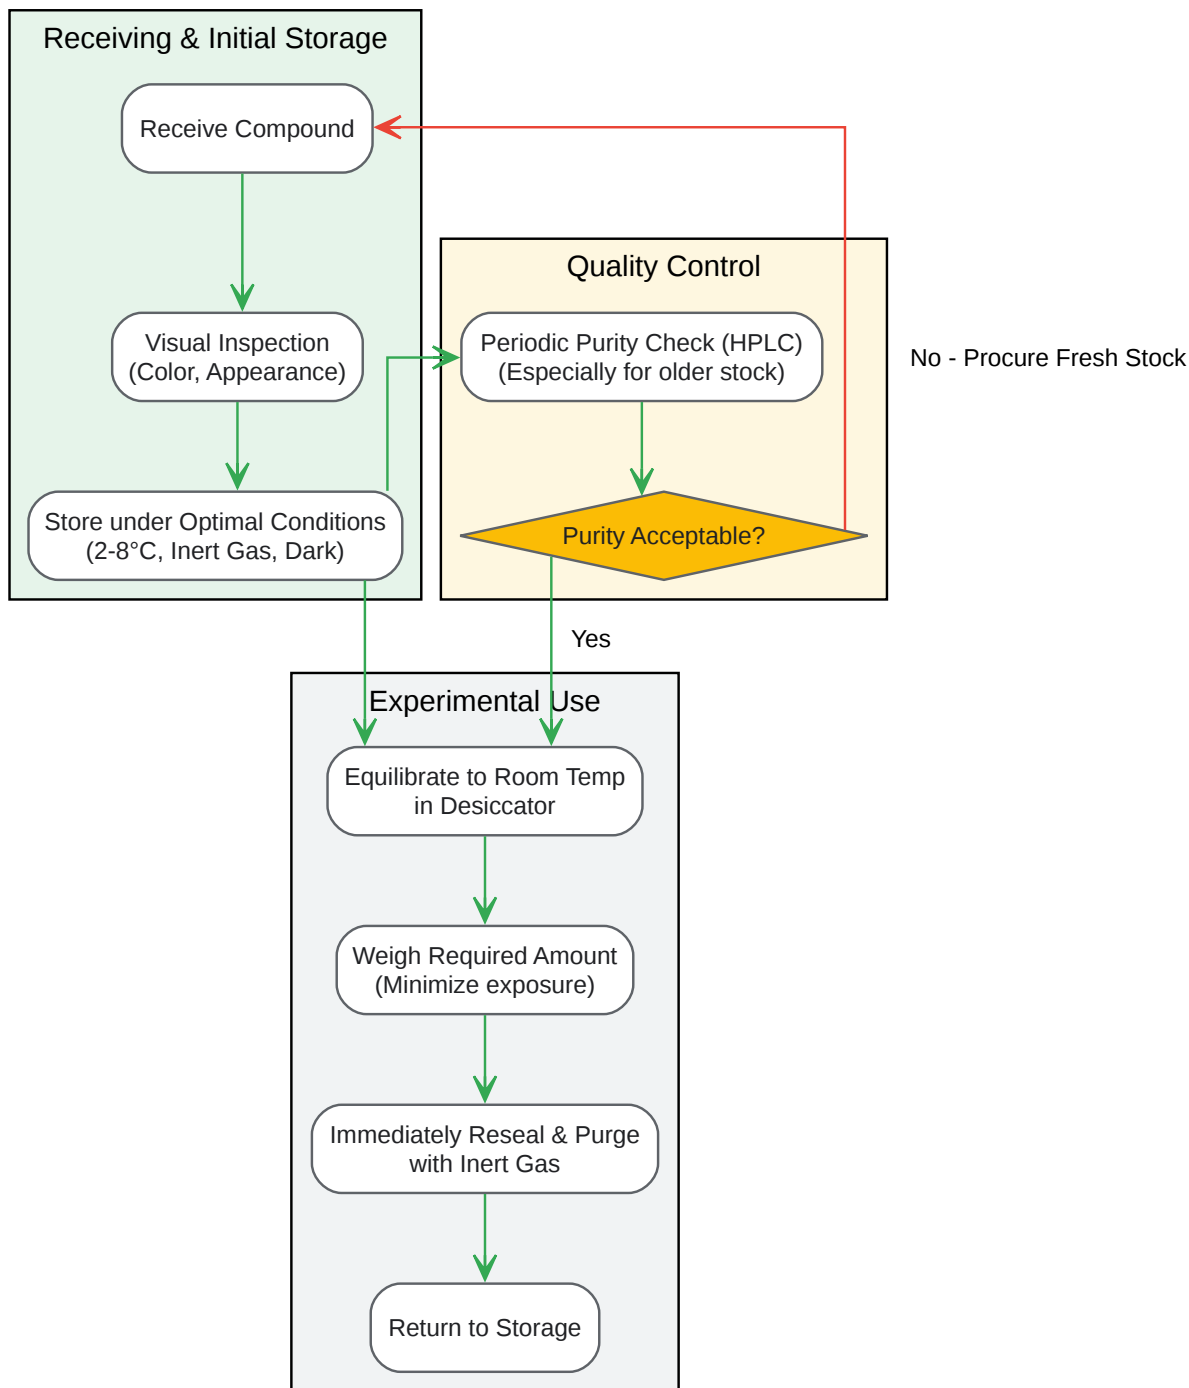 Receiving & Initial Storage
Receive Compound
Visual Inspection
(Color, Appearance)
Store under Optimal Conditions
(2-8°C, Inert Gas, Dark)
Quality Control
Periodic Purity Check (HPLC)
(Especially for older stock)
Purity Acceptable?
No - Procure Fresh Stock
Yes
Experimental Use
Equilibrate to Room Temp
in Desiccator
Weigh Required Amount
(Minimize exposure)
Immediately Reseal & Purge
with Inert Gas
Return to Storage